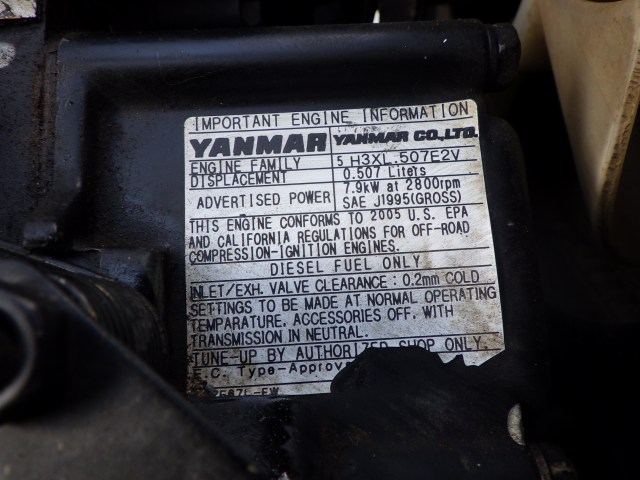 IMPORTANT ENGINE INFORMATION
YANMAR YANMAR CO.,LTD.
ENGINE FAMILY 5 H3XL.507E2V
DISPLACEMENT 0.507 Liters
ADVERTISED POWER 7.9kW at 2800rpm
SAE J1995(GROSS)
THIS ENGINE CONFORMS TO 2005 U.S. EPA
AND CALIFORNIA REGULATIONS FOR OFF-ROAD
COMPRESSION-IGNITION ENGINES.
DIESEL FUEL ONLY
INLET/EXH. VALVE CLEARANCE : 0.2mm COLD
SETTINGS TO BE MADE AT NORMAL OPERATING
TEMPARATURE, ACCESSORIES OFF, WITH
TRANSMISSION IN NEUTRAL.
TUNE-UP BY AUTHORIZED SHOP ONLY.
E.C. Type-Approv